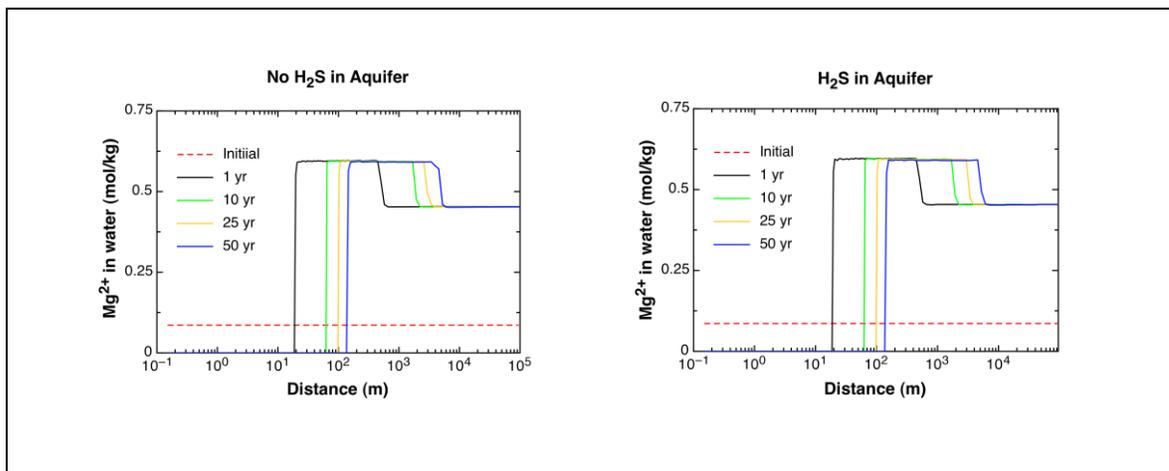 No H2S in Aquifer
0.75
0.5
0.25
0
Mg2+ in water (mol/kg)
Initiial
1 yr
10 yr
25 yr
50 yr
10−1 100 101 102 103 104 105
Distance (m)
H2S in Aquifer
0.75
0.5
0.25
0
Mg2+ in water (mol/kg)
Initial
1 yr
10 yr
25 yr
50 yr
10−1 100 101 102 103 104
Distance (m)